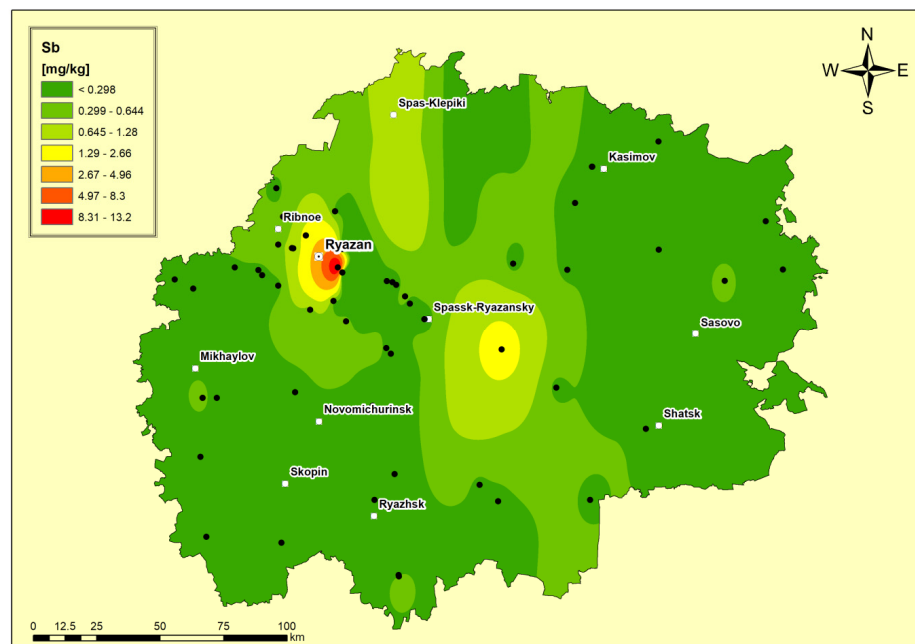 Sb
[mg/kg]
< 0.298
0.299 - 0.644
0.645 - 1.28
1.29 - 2.66
2.67 - 4.96
4.97 - 8.3
8.31 - 13.2
N
W E
S
Spas-Klepiki
Kasimov
Ribnoe
Ryazan
Spassk-Ryazansky
Sasovo
Mikhaylov
Novomichurinsk
Shatsk
Skopin
Ryazhsk
0 12.5 25 50 75 100
km